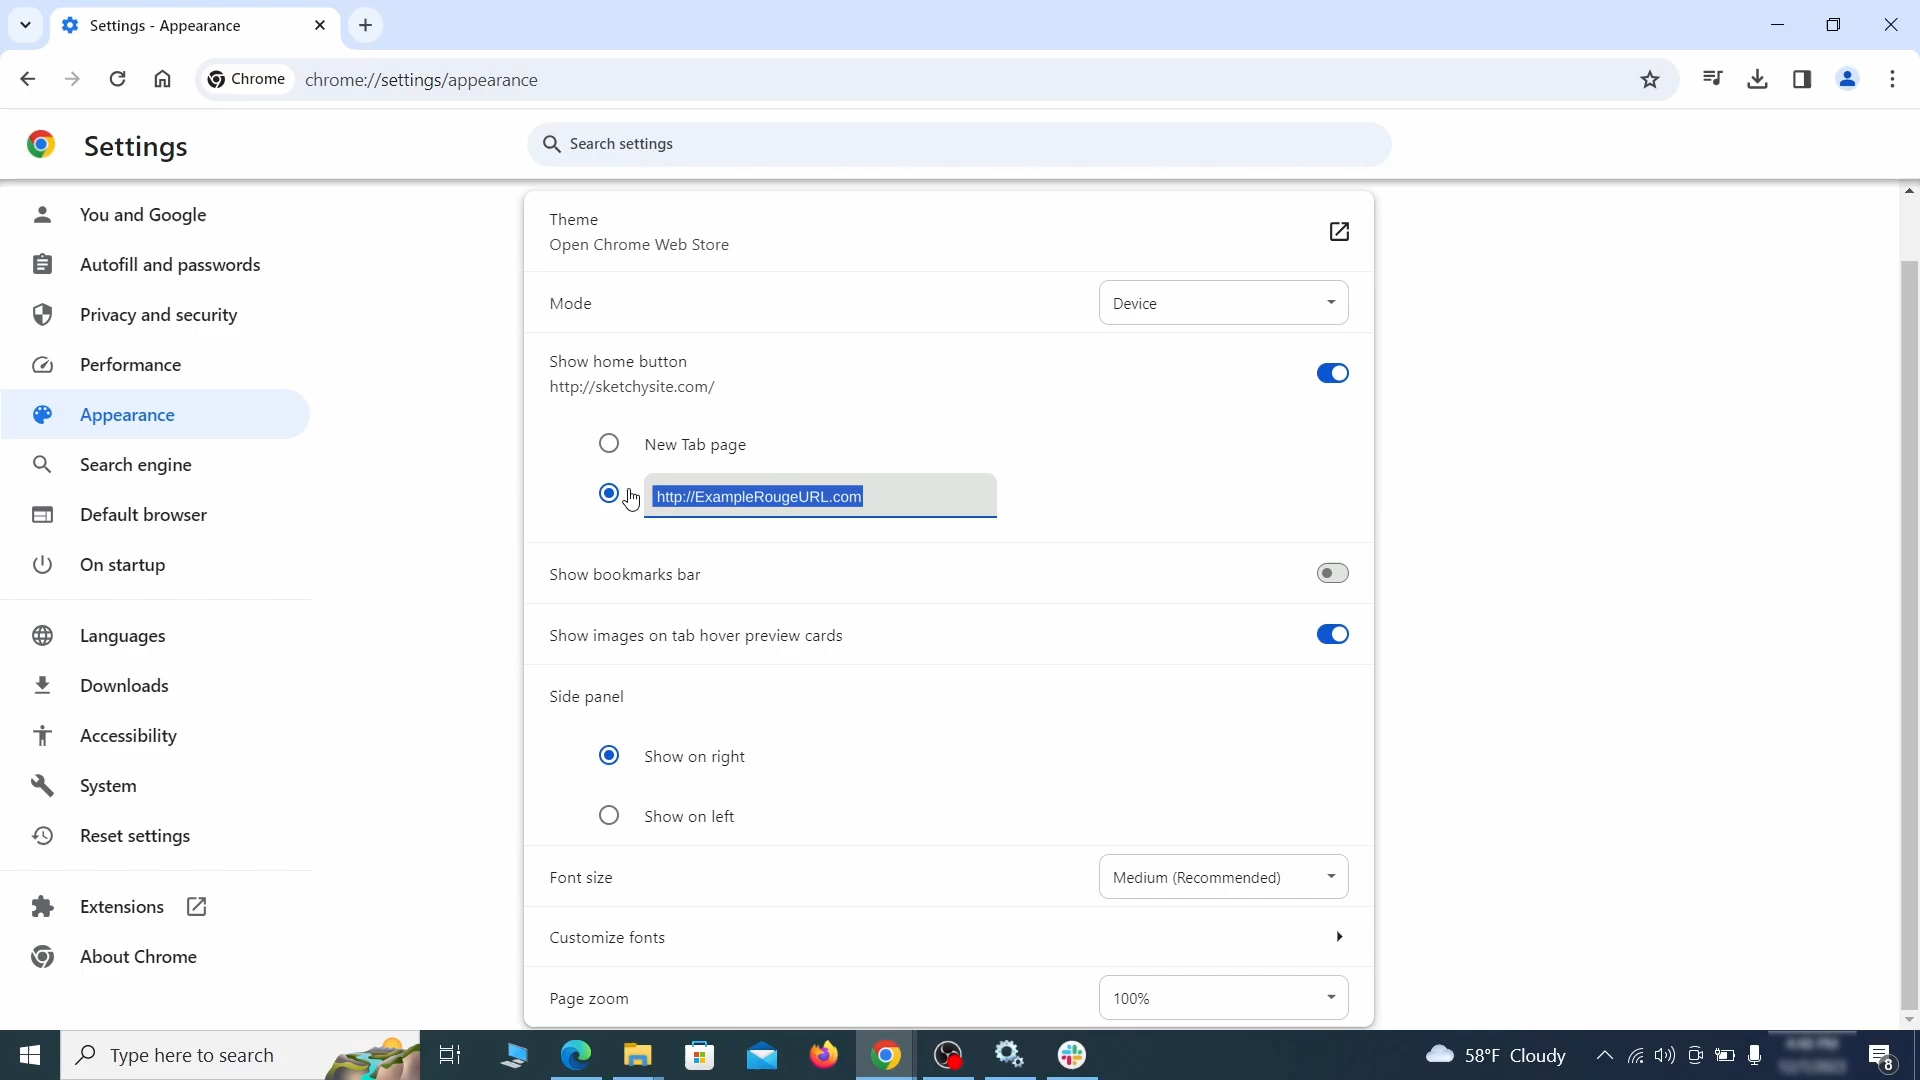 Settings - Appearance
Chrome
chrome://settings/appearance
Settings
Search settings
You and Google
Autofill and passwords
Privacy and security
Performance
Appearance
Search engine
Default browser
On startup
Languages
Downloads
Accessibility
System
Reset settings
Extensions
About Chrome
Theme
Open Chrome Web Store
Mode
Device
Show home button
http://sketchysite.com/
New Tab page
http://ExampleRougeURL.com
Show bookmarks bar
Show images on tab hover preview cards
Side panel
Show on right
Show on left
Font size
Medium (Recommended)
Customize fonts
Page zoom
100%
Type here to search
58°F Cloudy
8